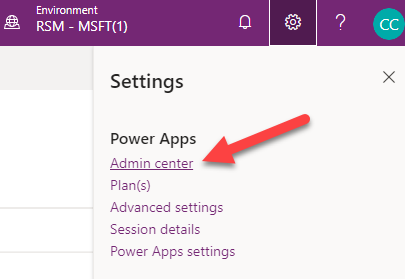 Environment
RSM - MSFT(1)
CC
Settings
Power Apps
Admin center
Plan(s)
Advanced settings
Session details
Power Apps settings